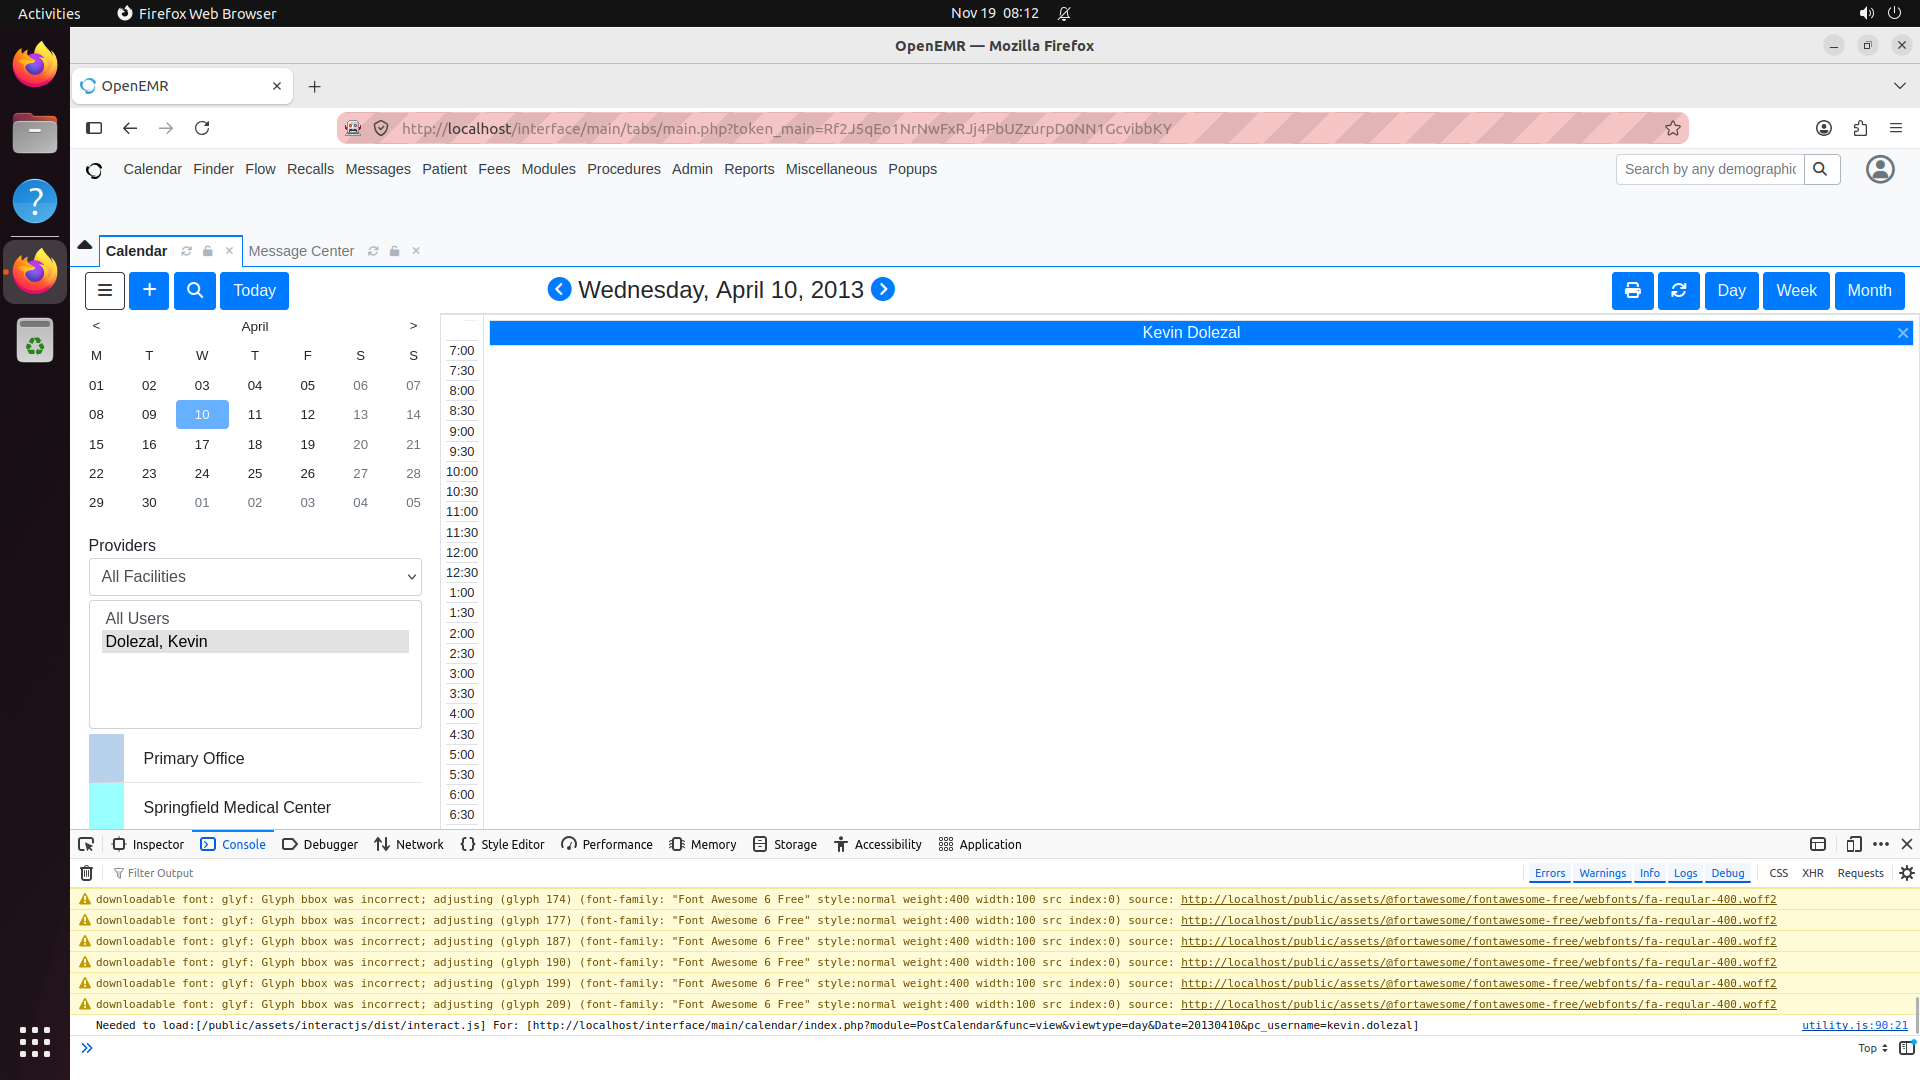 Activities
Firefox Web Browser
Nov 19 08:12
OpenEMR — Mozilla Firefox
OpenEMR
http://localhost/interface/main/tabs/main.php?token_main=Rf2J5qEo1NrNwFxRJj4PbUZzurpD0NN1GcvibbKY
Calendar Finder Flow Recalls Messages Patient Fees Modules Procedures Admin Reports Miscellaneous Popups
Search by any demographic
Calendar
Message Center
Today
Wednesday, April 10, 2013
Day Week Month
< April >
M T W T F S S
01 02 03 04 05 06 07
08 09 10 11 12 13 14
15 16 17 18 19 20 21
22 23 24 25 26 27 28
29 30 01 02 03 04 05
Providers
All Facilities
All Users
Dolezal, Kevin
Primary Office
Springfield Medical Center
Kevin Dolezal
7:00
7:30
8:00
8:30
9:00
9:30
10:00
10:30
11:00
11:30
12:00
12:30
1:00
1:30
2:00
2:30
3:00
3:30
4:00
4:30
5:00
5:30
6:00
6:30
Inspector Console Debugger Network Style Editor Performance Memory Storage Accessibility Application
Filter Output
Errors Warnings Info Logs Debug CSS XHR Requests
downloadable font: glyf: Glyph bbox was incorrect; adjusting (glyph 174) (font-family: "Font Awesome 6 Free" style:normal weight:400 width:100 src index:0) source: http://localhost/public/assets/@fortawesome/fontawesome-free/webfonts/fa-regular-400.woff2
downloadable font: glyf: Glyph bbox was incorrect; adjusting (glyph 177) (font-family: "Font Awesome 6 Free" style:normal weight:400 width:100 src index:0) source: http://localhost/public/assets/@fortawesome/fontawesome-free/webfonts/fa-regular-400.woff2
downloadable font: glyf: Glyph bbox was incorrect; adjusting (glyph 187) (font-family: "Font Awesome 6 Free" style:normal weight:400 width:100 src index:0) source: http://localhost/public/assets/@fortawesome/fontawesome-free/webfonts/fa-regular-400.woff2
downloadable font: glyf: Glyph bbox was incorrect; adjusting (glyph 190) (font-family: "Font Awesome 6 Free" style:normal weight:400 width:100 src index:0) source: http://localhost/public/assets/@fortawesome/fontawesome-free/webfonts/fa-regular-400.woff2
downloadable font: glyf: Glyph bbox was incorrect; adjusting (glyph 199) (font-family: "Font Awesome 6 Free" style:normal weight:400 width:100 src index:0) source: http://localhost/public/assets/@fortawesome/fontawesome-free/webfonts/fa-regular-400.woff2
downloadable font: glyf: Glyph bbox was incorrect; adjusting (glyph 209) (font-family: "Font Awesome 6 Free" style:normal weight:400 width:100 src index:0) source: http://localhost/public/assets/@fortawesome/fontawesome-free/webfonts/fa-regular-400.woff2
Needed to load:[/public/assets/interactjs/dist/interact.js] For: [http://localhost/interface/main/calendar/index.php?module=PostCalendar&func=view&viewtype=day&Date=20130410&pc_username=kevin.dolezal]
utility.js:90:21
Top